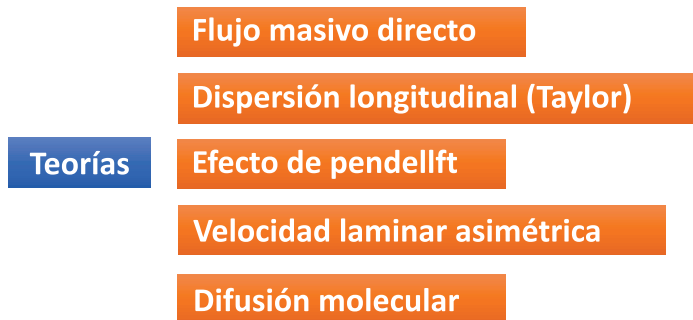 Flujo masivo directo
Dispersión longitudinal (Taylor)
Teorías
Efecto de pendellft
Velocidad laminar asimétrica
Difusión molecular